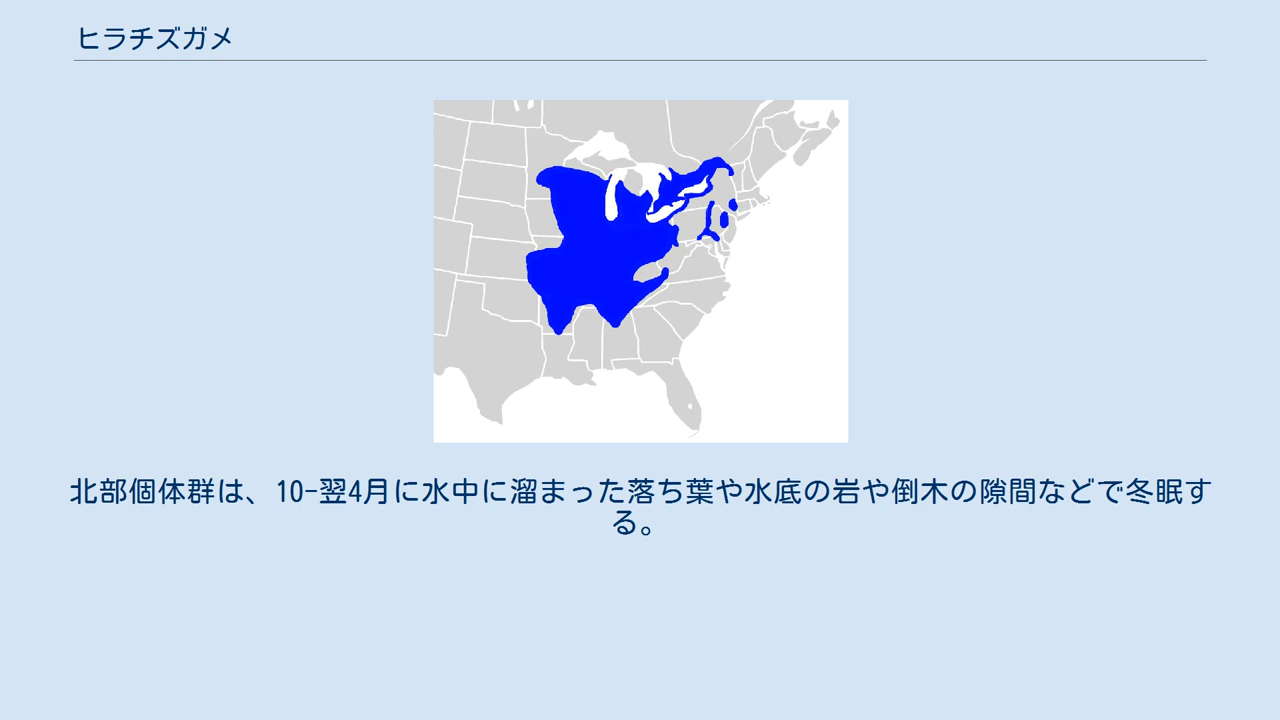 ヒラチズガメ
北部個体群は、10-翌4月に水中に溜まった落ち葉や水底の岩や倒木の隙間などで冬眠す
る。